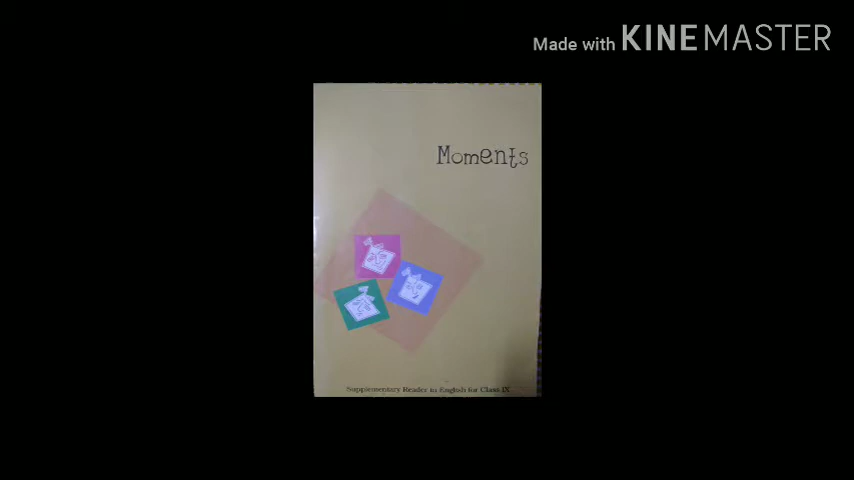 Made with KINEMASTER
Moments
Supplementary Reader in English for Class IX